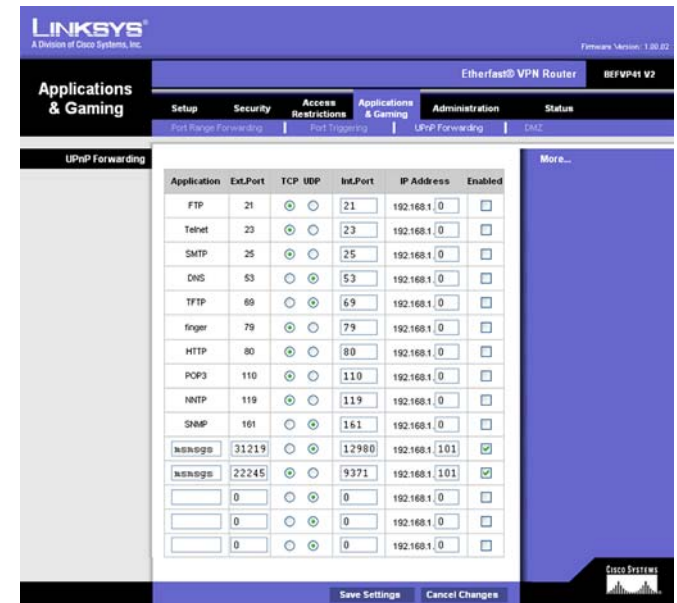 LINKSYS®
A Division of Cisco Systems, Inc.
Firmware Version: 1.00.02
Etherfast® VPN Router BEFVP41 V2
Applications & Gaming
Setup Security Access Restrictions Applications & Gaming Administration Status
Port Range Forwarding | Port Triggering | UPnP Forwarding | DMZ
UPnP Forwarding
More...
Application Ext.Port TCP UDP Int.Port IP Address Enabled
FTP 21 21 192.168.1. 0
Telnet 23 23 192.168.1. 0
SMTP 25 25 192.168.1. 0
DNS 53 53 192.168.1. 0
TFTP 69 69 192.168.1. 0
finger 79 79 192.168.1. 0
HTTP 80 80 192.168.1. 0
POP3 110 110 192.168.1. 0
NNTP 119 119 192.168.1. 0
SNMP 161 161 192.168.1. 0
msmsgs 31219 12980 192.168.1. 101
msmsgs 22245 9371 192.168.1. 101
0 0 192.168.1. 0
0 0 192.168.1. 0
0 0 192.168.1. 0
Save Settings Cancel Changes
CISCO SYSTEMS